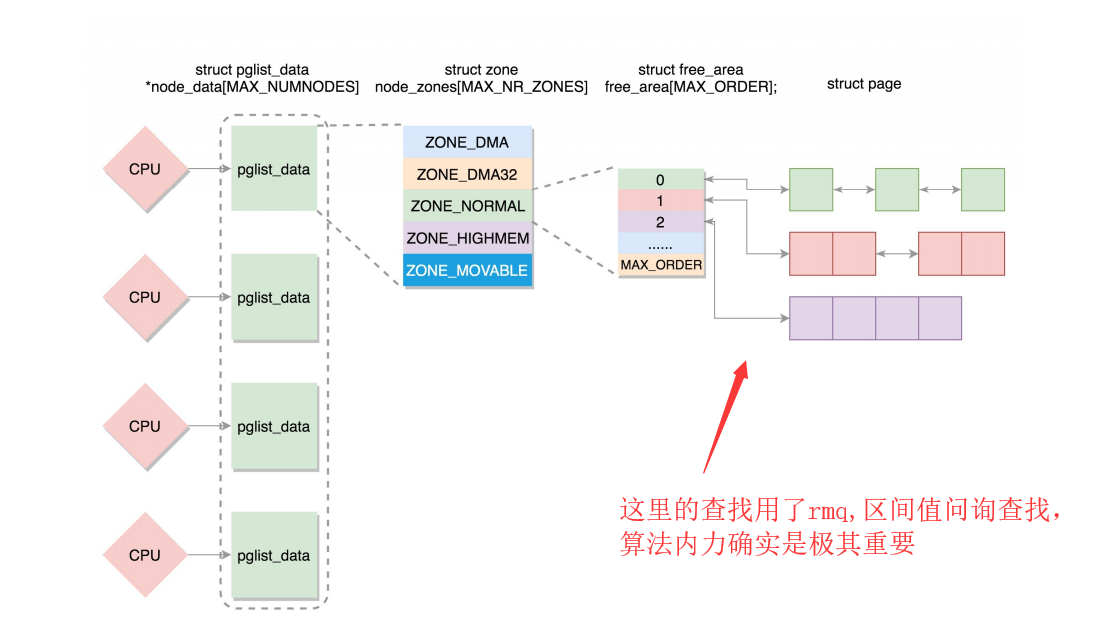 struct pglist_data
*node_data[MAX_NUMNODES]
struct zone
node_zones[MAX_NR_ZONES]
struct free_area
free_area[MAX_ORDER];
struct page
CPU
pglist_data
CPU
pglist_data
CPU
pglist_data
CPU
pglist_data
ZONE_DMA
ZONE_DMA32
ZONE_NORMAL
ZONE_HIGHMEM
ZONE_MOVABLE
0
1
2
......
MAX_ORDER
这里的查找用了rmq,区间值问询查找,
算法内力确实是极其重要